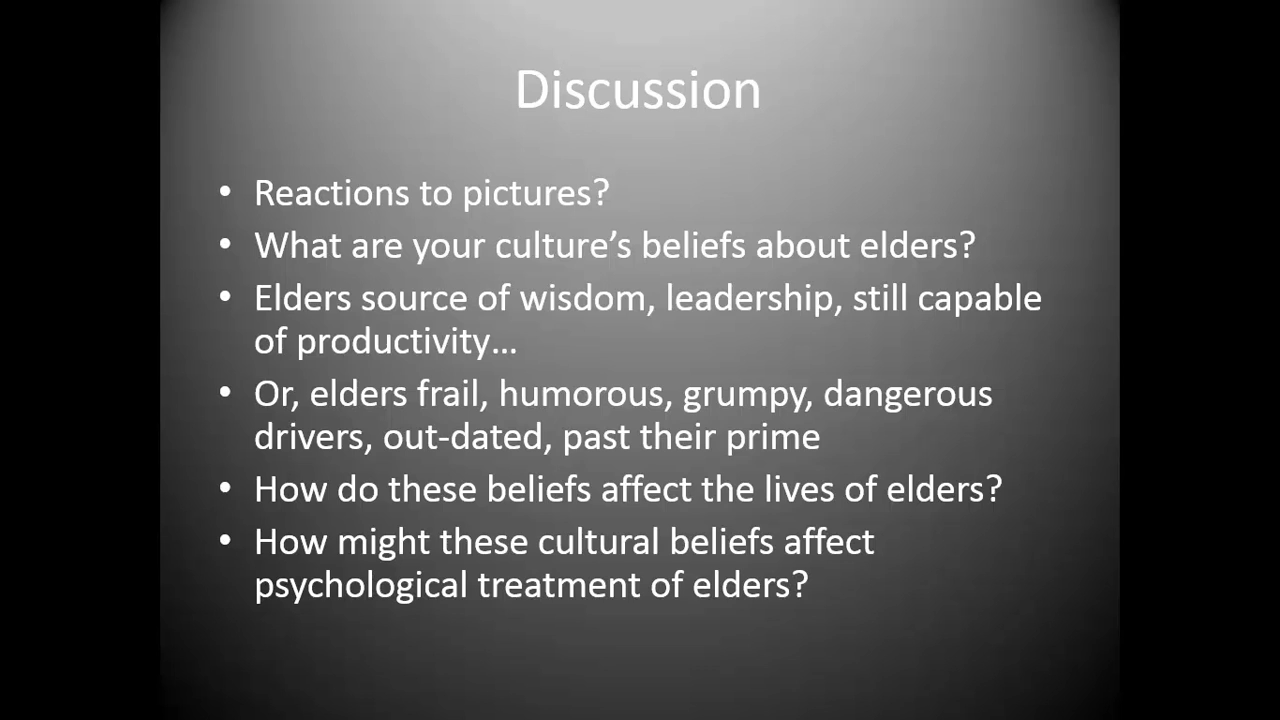 Discussion
• Reactions to pictures?
• What are your culture’s beliefs about elders?
• Elders source of wisdom, leadership, still capable
of productivity…
• Or, elders frail, humorous, grumpy, dangerous
drivers, out-dated, past their prime
• How do these beliefs affect the lives of elders?
• How might these cultural beliefs affect
psychological treatment of elders?